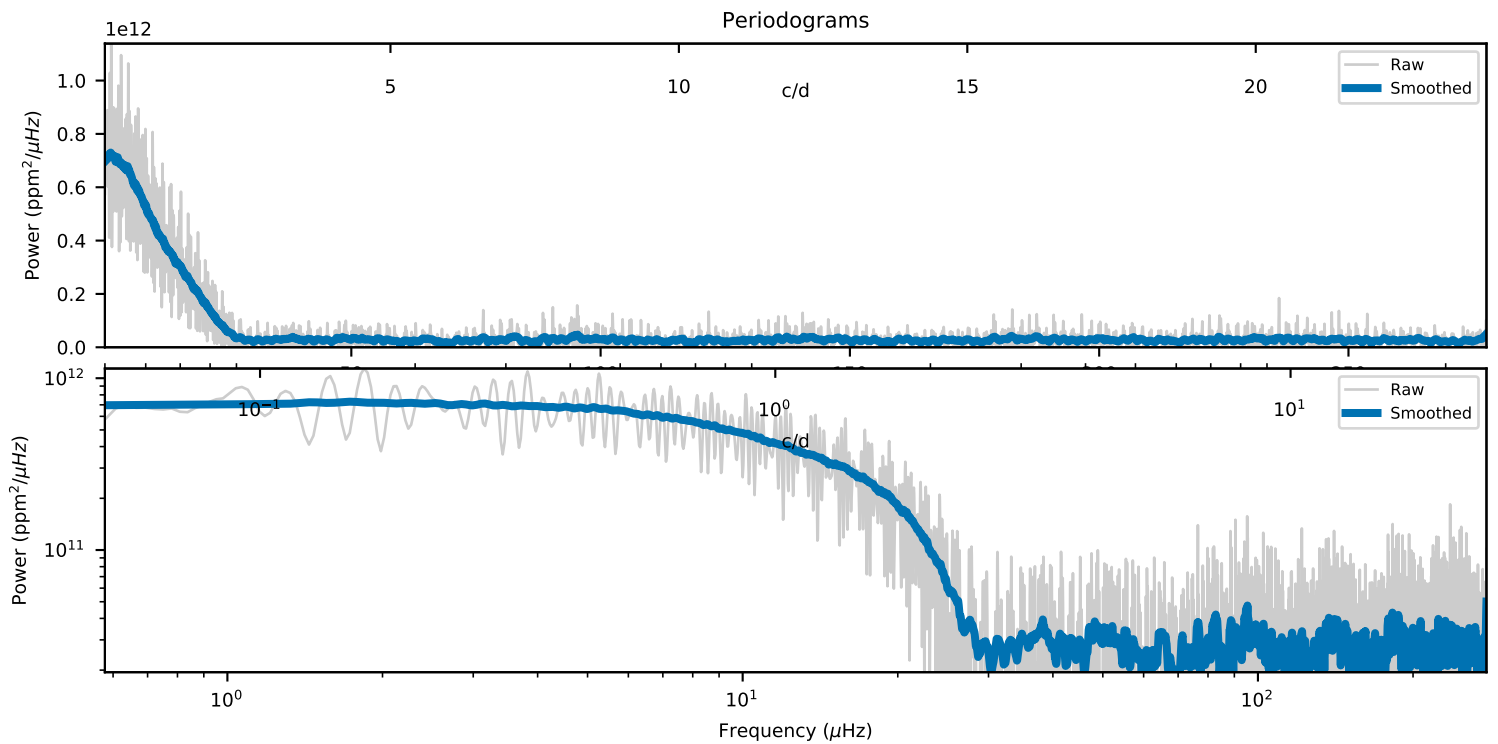 Periodograms
1e12
5 10 15 20
c/d
Raw
Smoothed
1.0
0.8
0.6
0.4
0.2
0.0
Power (ppm²/μHz)
10¹²
10¹¹
10⁻¹ 10⁰ 10¹
c/d
Raw
Smoothed
Power (ppm²/μHz)
10⁰ 10¹ 10²
Frequency (μHz)